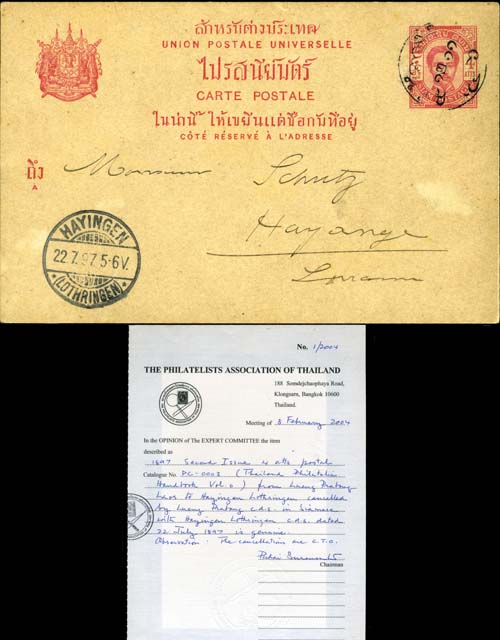 สำหรับต่างประเทศ
UNION POSTALE UNIVERSELLE
ไปรสนียบัตร์
CARTE POSTALE
ในน่านี้ ให้เขียนแต่ชื่อกับที่อยู่
CÔTÉ RÉSERVÉ À L'ADRESSE
ถึง
A
Monsieur Schutz
Hayange
Lorraine
HAYINGEN
22.7.97.5-6V.
(LOTHRINGEN)
No. 1/2004
THE PHILATELISTS ASSOCIATION OF THAILAND
188 Somdejchaophaya Road,
Klongsarn, Bangkok 10600
Thailand.
Meeting of 8 February 2004
In the OPINION of The EXPERT COMMITTEE the item
described as
1897 Second Issue 4 atts postal
Catalogue No. PC-0003 (Thailand Philatelic
Handbook Vol.0) from Luang Prabang
Laos to Hayingen Lothringen cancelled
by Luang Prabang c.d.s. in Siamese
with Hayingen Lothringen c.d.s. dated
22 July 1897 is genuine.
Observation: The cancellations are C.T.O.
Chairman